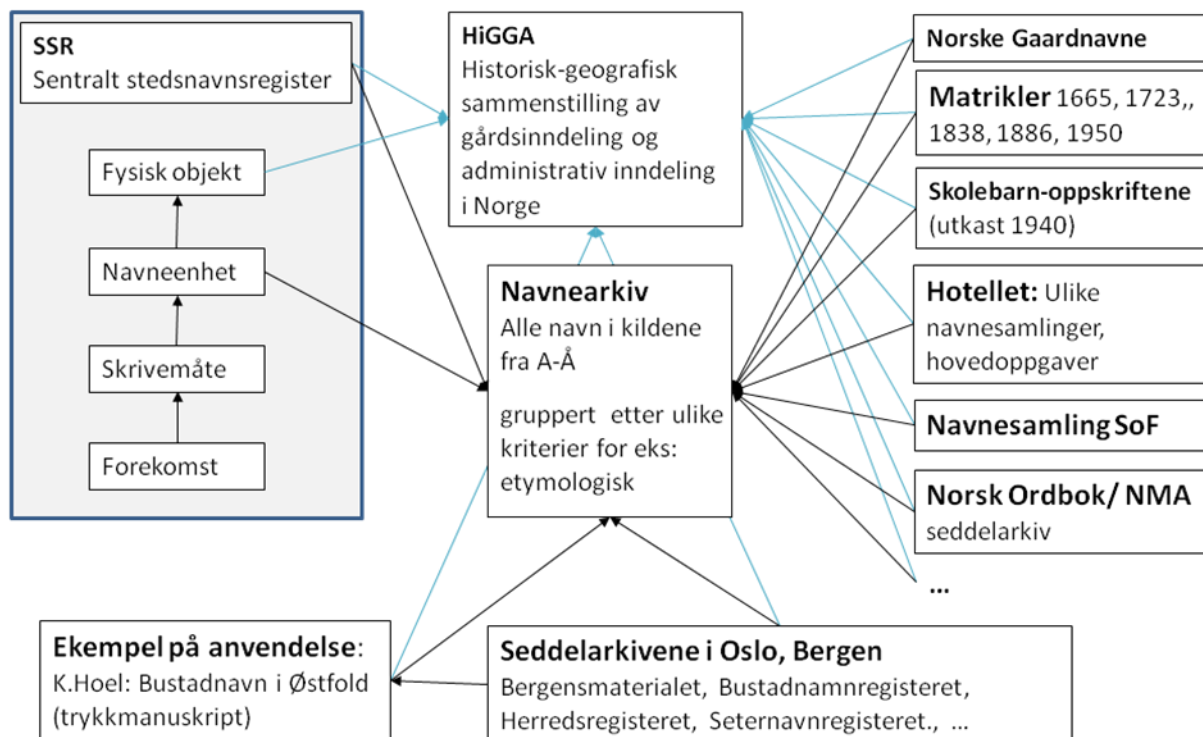 SSR
Sentralt stedsnavnsregister
Fysisk objekt
Navneenhet
Skrivemåte
Forekomst
HiGGA
Historisk-geografisk
sammenstilling av
gårdsinndeling og
administrativ inndeling
i Norge
Navnearkiv
Alle navn i kildene
fra A-Å
gruppert etter ulike
kriterier for eks:
etymologisk
Norske Gaardnavne
Matrikler 1665, 1723,,
1838, 1886, 1950
Skolebarn-oppskriftene
(utkast 1940)
Hotellet: Ulike
navnesamlinger,
hovedoppgaver
Navnesamling SoF
Norsk Ordbok/ NMA
seddelarkiv
...
Ekempel på anvendelse:
K.Hoel: Bustadnavn i Østfold
(trykkmanuskript)
Seddelarkivene i Oslo, Bergen
Bergensmaterialet, Bustadnamnregisteret,
Herredsregisteret, Seternavnregisteret., ...